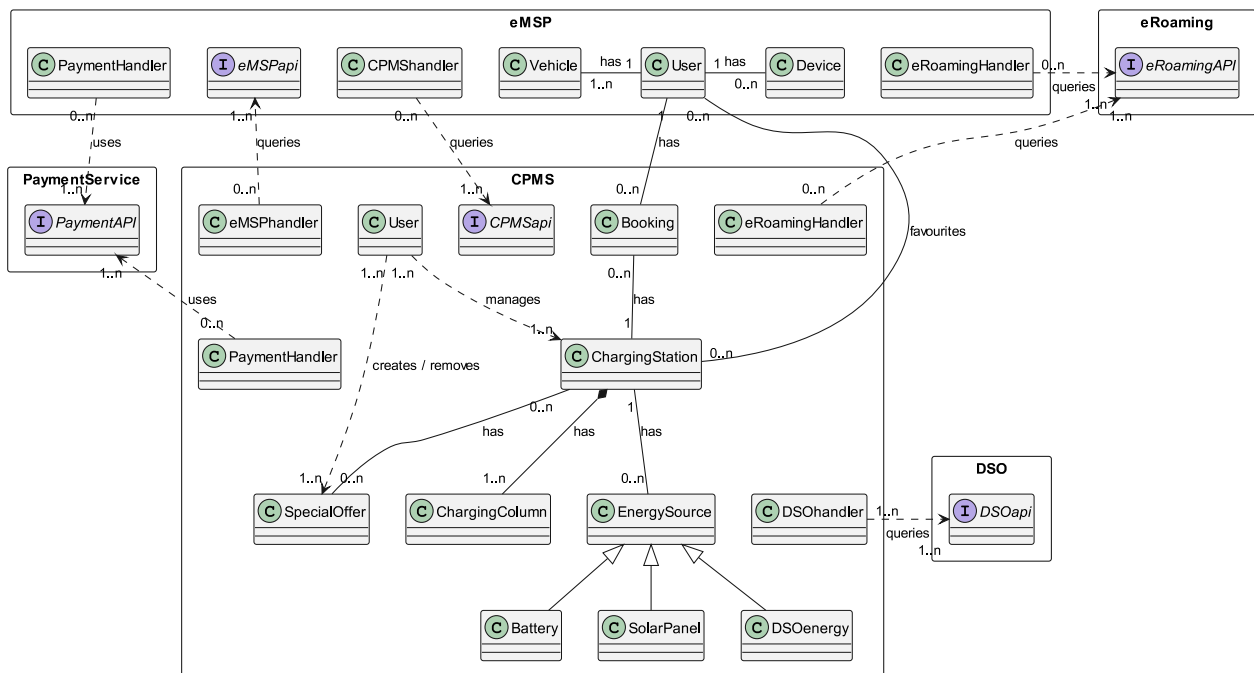 eMSP
eRoaming
C PaymentHandler
I eMSPapi
C CPMShandler
C Vehicle
has 1
1..n
C User
1 has
0..n
C Device
C eRoamingHandler
0..n
queries
I eRoamingAPI
0..n
1..n
0..n
1
0..n
1..n
1..n
uses
queries
queries
has
queries
PaymentService
CPMS
1..n
0..n
1..n
0..n
0..n
I PaymentAPI
C eMSPhandler
C User
I CPMSapi
C Booking
C eRoamingHandler
favourites
1..n
1..n
1..n
0..n
uses
manages
has
0..n
1..n
1
C PaymentHandler
C ChargingStation
0..n
creates / removes
0..n
1
has
has
has
DSO
1..n
0..n
1..n
0..n
C SpecialOffer
C ChargingColumn
C EnergySource
C DSOhandler
1..n
queries
1..n
I DSOapi
C Battery
C SolarPanel
C DSOenergy